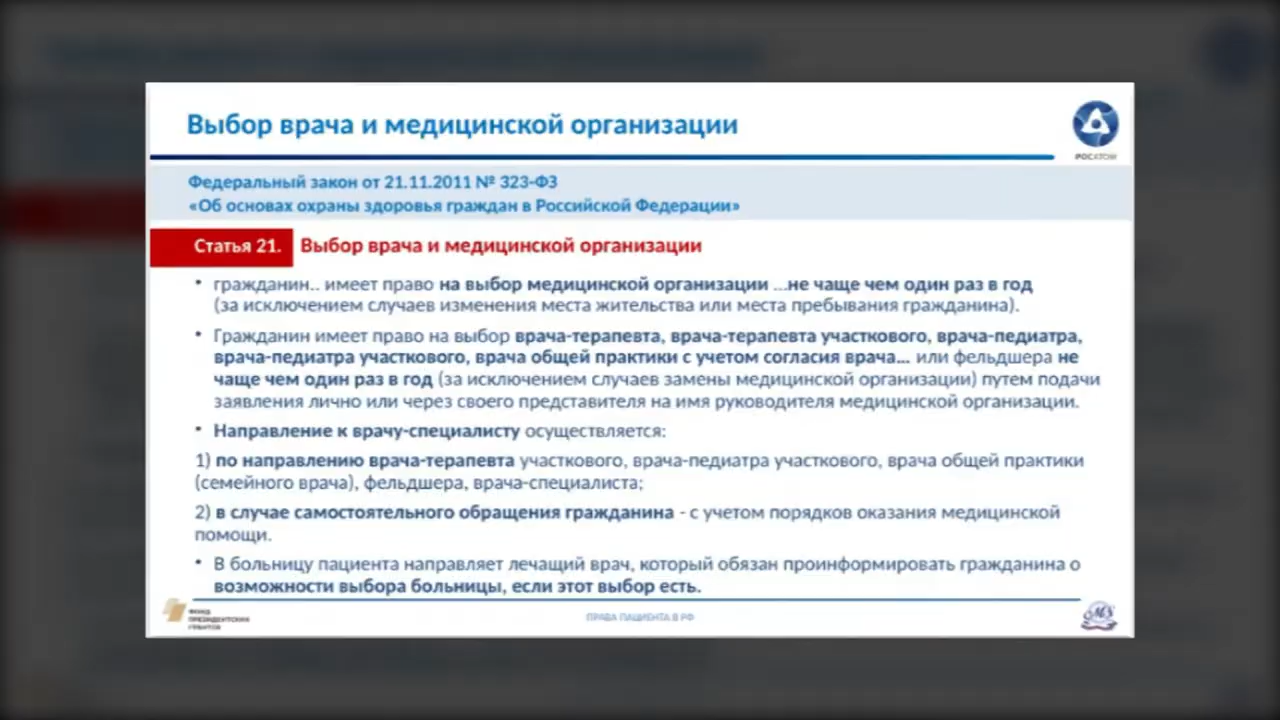 Выбор врача и медицинской организации
РОСАТОМ
Федеральный закон от 21.11.2011 № 323-ФЗ
«Об основах охраны здоровья граждан в Российской Федерации»
Статья 21. Выбор врача и медицинской организации
• гражданин.. имеет право на выбор медицинской организации ...не чаще чем один раз в год
(за исключением случаев изменения места жительства или места пребывания гражданина).
• Гражданин имеет право на выбор врача-терапевта, врача-терапевта участкового, врача-педиатра,
врача-педиатра участкового, врача общей практики с учетом согласия врача... или фельдшера не
чаще чем один раз в год (за исключением случаев замены медицинской организации) путем подачи
заявления лично или через своего представителя на имя руководителя медицинской организации.
• Направление к врачу-специалисту осуществляется:
1) по направлению врача-терапевта участкового, врача-педиатра участкового, врача общей практики
(семейного врача), фельдшера, врача-специалиста;
2) в случае самостоятельного обращения гражданина - с учетом порядков оказания медицинской
помощи.
• В больницу пациента направляет лечащий врач, который обязан проинформировать гражданина о
возможности выбора больницы, если этот выбор есть.
ФОНД
ПРЕЗИДЕНТСКИХ
ГРАНТОВ
ПРАВА ПАЦИЕНТА В РФ